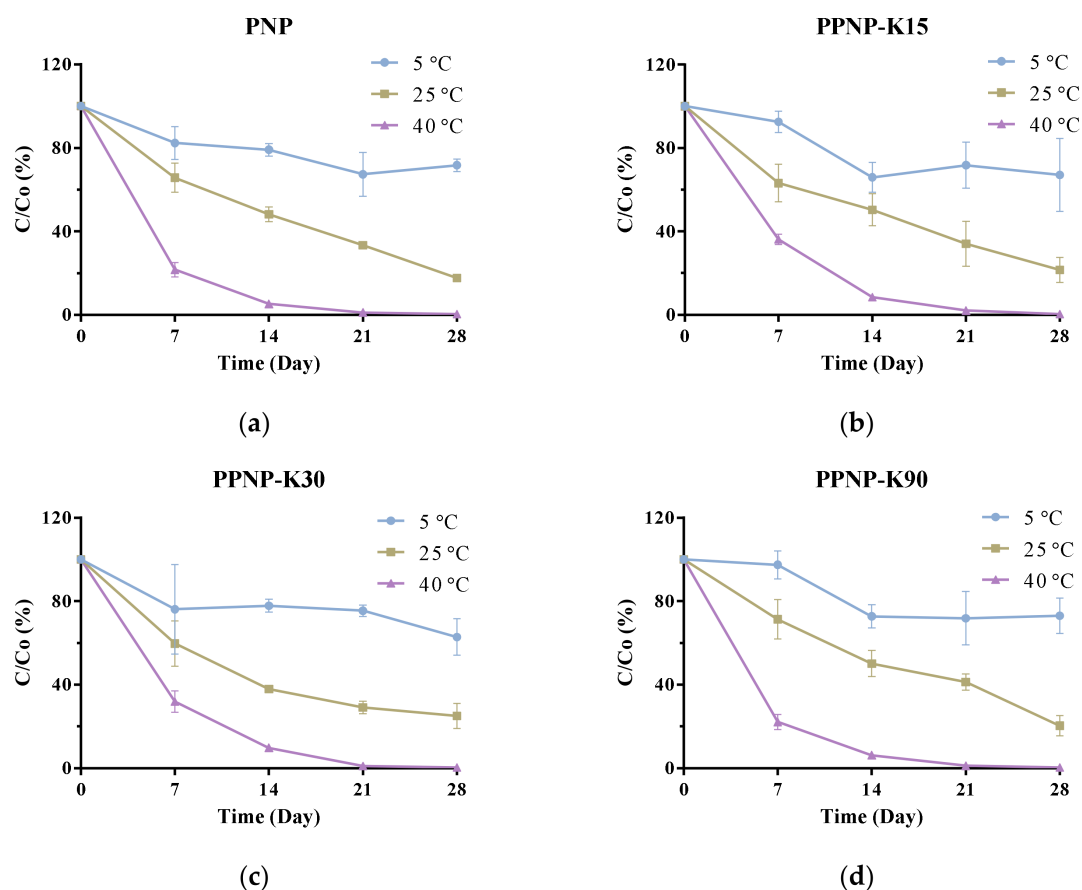 PNP
120
80
40
0
C/Co (%)
5 °C
25 °C
40 °C
0 7 14 21 28
Time (Day)
(a)
PPNP-K15
120
80
40
0
C/Co (%)
5 °C
25 °C
40 °C
0 7 14 21 28
Time (Day)
(b)
PPNP-K30
120
80
40
0
C/Co (%)
5 °C
25 °C
40 °C
0 7 14 21 28
Time (Day)
(c)
PPNP-K90
120
80
40
0
C/Co (%)
5 °C
25 °C
40 °C
0 7 14 21 28
Time (Day)
(d)